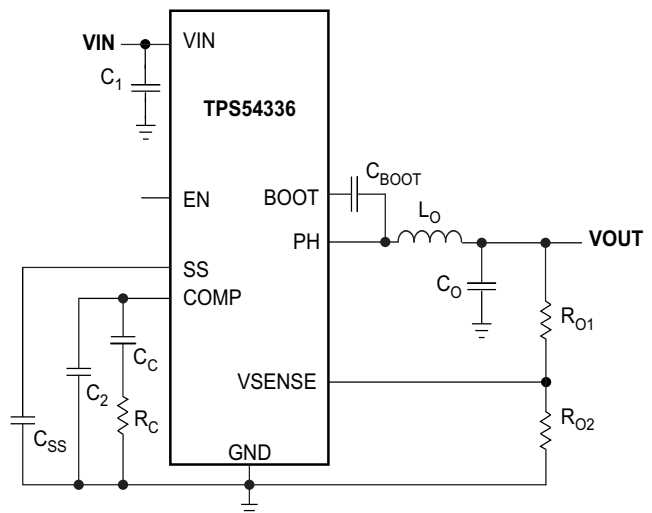 VIN
VIN
C1
TPS54336
CBOOT
EN
BOOT
LO
PH
VOUT
SS
CO
COMP
RO1
CC
VSENSE
C2
RC
RO2
CSS
GND